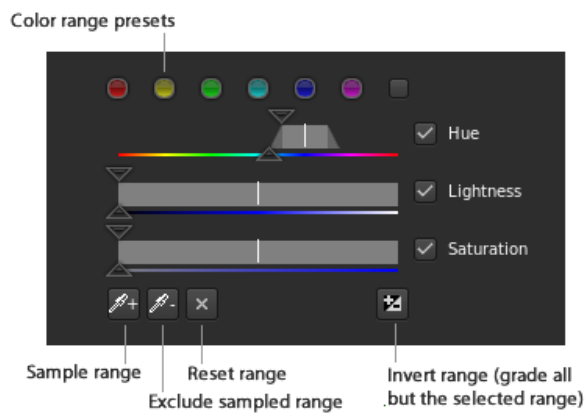 Color range presets
Hue
Lightness
Saturation
Sample range
Reset range
Exclude sampled range
Invert range (grade all
but the selected range)